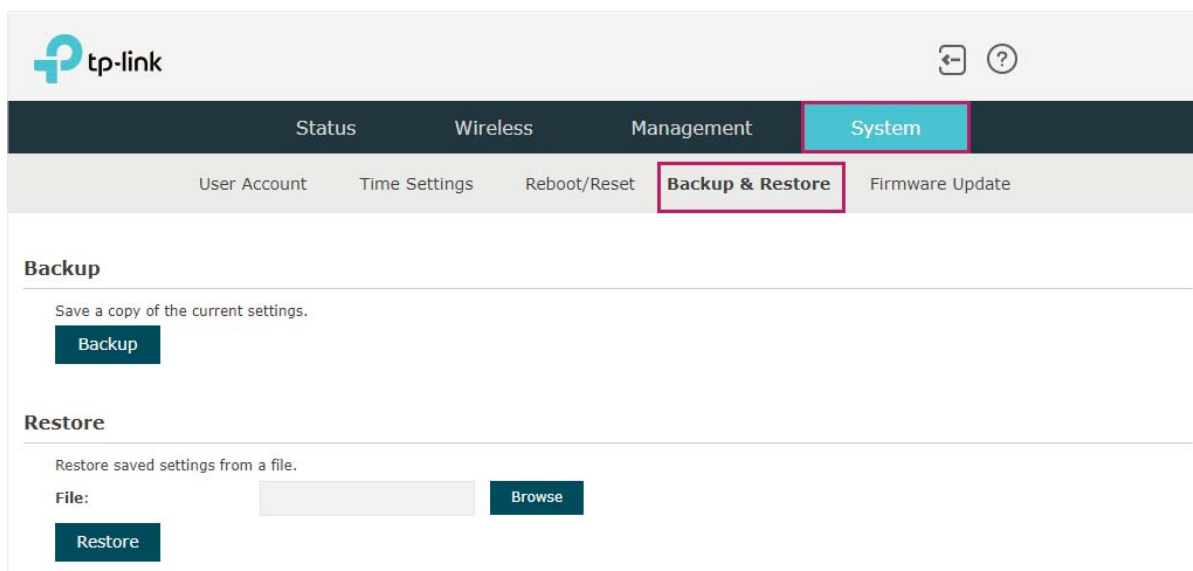 tp-link
?
Status Wireless Management System
User Account Time Settings Reboot/Reset Backup & Restore Firmware Update
Backup
Save a copy of the current settings.
Backup
Restore
Restore saved settings from a file.
File: Browse
Restore